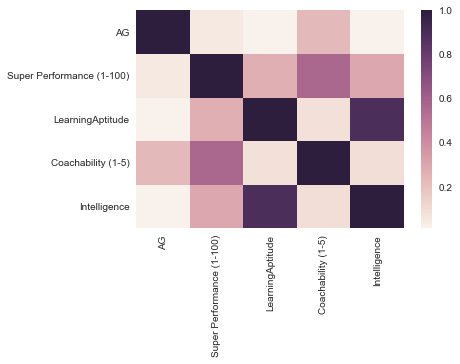 AG
Super Performance (1-100)
LearningAptitude
Coachability (1-5)
Intelligence
AG
Super Performance (1-100)
LearningAptitude
Coachability (1-5)
Intelligence
1.0
0.8
0.6
0.4
0.2